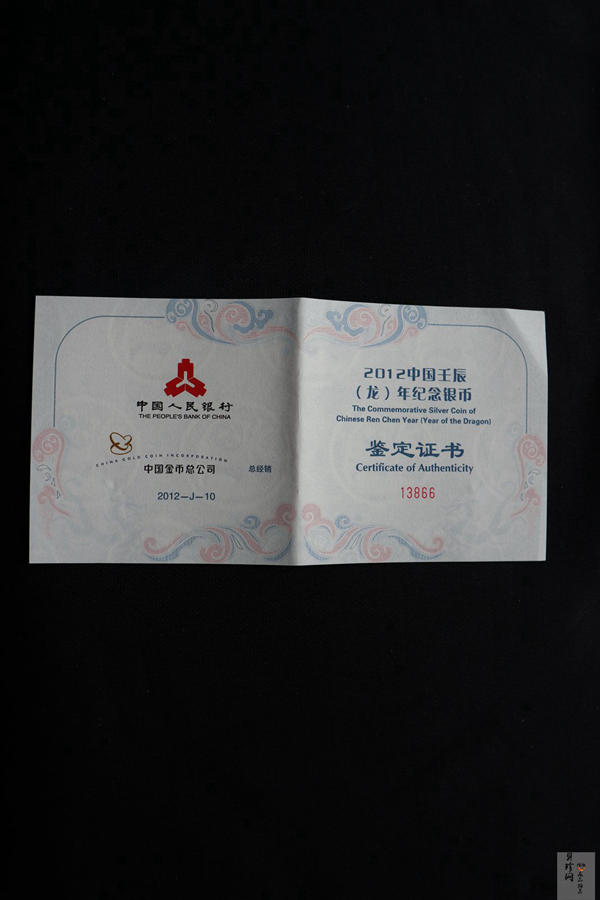 中国人民银行
THE PEOPLE'S BANK OF CHINA
CHINA GOLD COIN INCORPORATION
中国金币总公司 总经销
2012-J-10
2012中国壬辰
（龙）年纪念银币
The Commemorative Silver Coin of
Chinese Ren Chen Year (Year of the Dragon)
鉴定证书
Certificate of Authenticity
13866